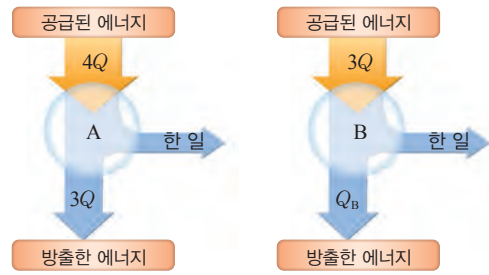 공급된 에너지
4Q
A
한 일
3Q
방출한 에너지
공급된 에너지
3Q
B
한 일
Q_B
방출한 에너지